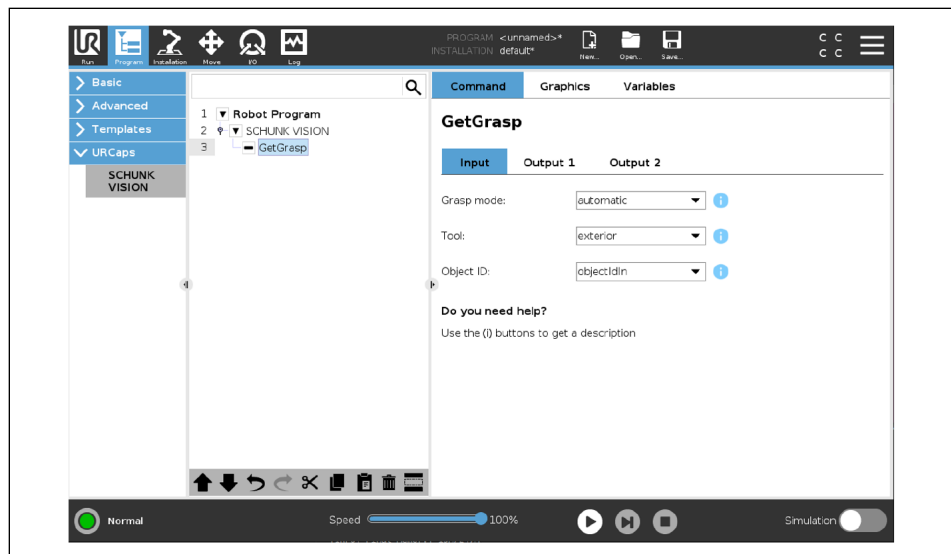 UR
PROGRAM <unnamed>*
INSTALLATION default*
Run Program Installation Move I/O Log New... Open... Save...
C C
C C
Basic
Advanced
Templates
URCaps
SCHUNK
VISION
1 Robot Program
2 SCHUNK VISION
3 GetGrasp
Command Graphics Variables
GetGrasp
Input Output 1 Output 2
Grasp mode: automatic i
Tool: exterior i
Object ID: objectIdIn i
Do you need help?
Use the (i) buttons to get a description
Normal Speed 100% Simulation